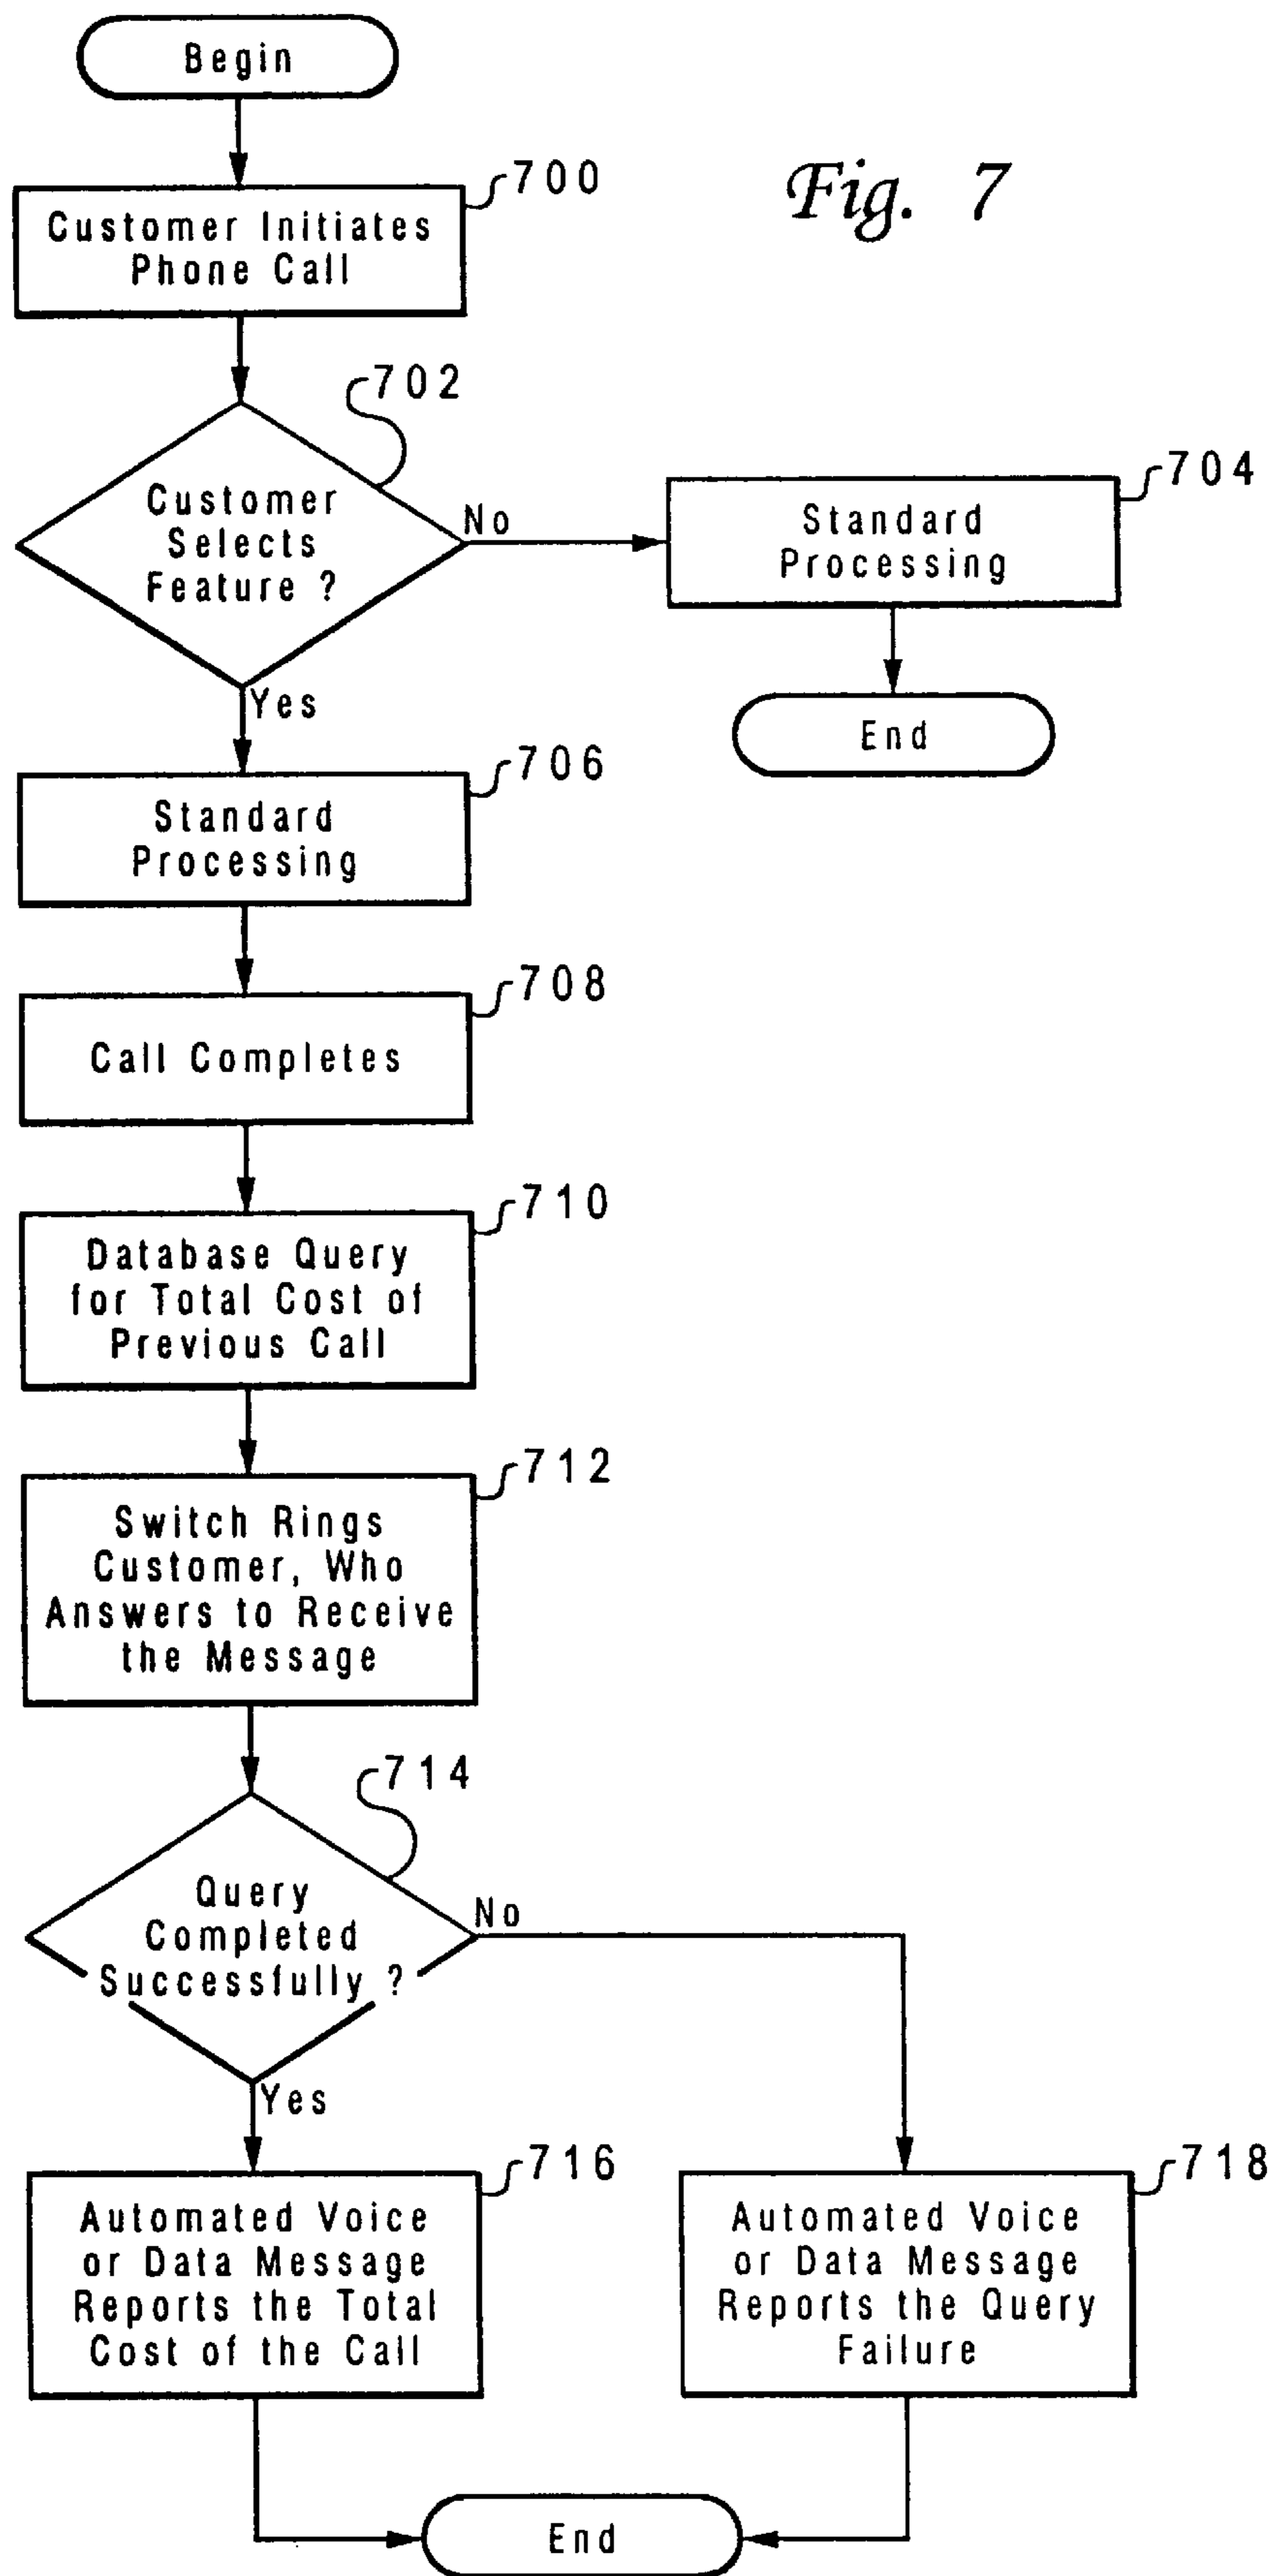 Begin
Fig. 7
700
Customer Initiates
Phone Call
702
Customer
Selects
Feature ?
No
704
Standard
Processing
End
Yes
706
Standard
Processing
708
Call Completes
710
Database Query
for Total Cost of
Previous Call
712
Switch Rings
Customer, Who
Answers to Receive
the Message
714
Query
Completed
Successfully ?
No
Yes
716
Automated Voice
or Data Message
Reports the Total
Cost of the Call
718
Automated Voice
or Data Message
Reports the Query
Failure
End